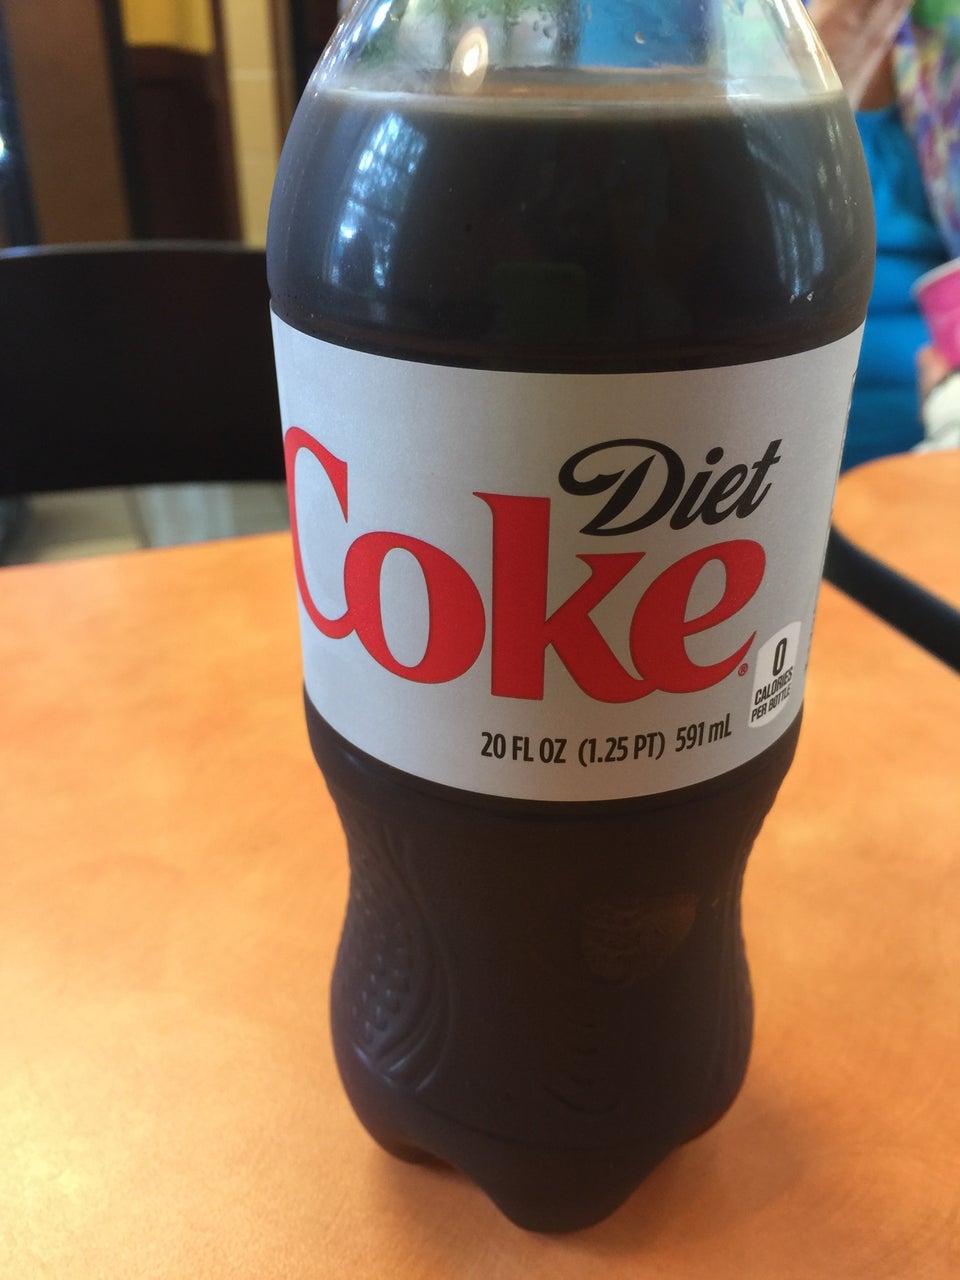 Diet
Coke®
0
CALORIES
PER BOTTLE
20 FL OZ (1.25 PT) 591 mL